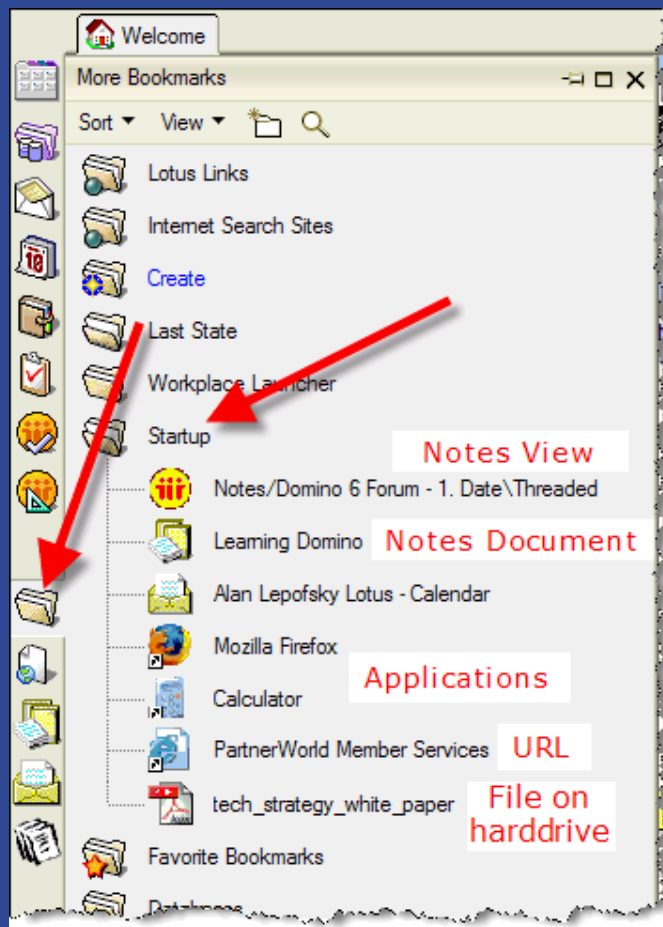 Welcome
More Bookmarks
Sort View
Lotus Links
Internet Search Sites
Create
Last State
Workplace Launcher
Startup
Notes View
Notes/Domino 6 Forum - 1. Date\Threaded
Learning Domino Notes Document
Alan Lepofsky Lotus - Calendar
Mozilla Firefox
Applications
Calculator
PartnerWorld Member Services URL
tech_strategy_white_paper File on
harddrive
Favorite Bookmarks
Databases